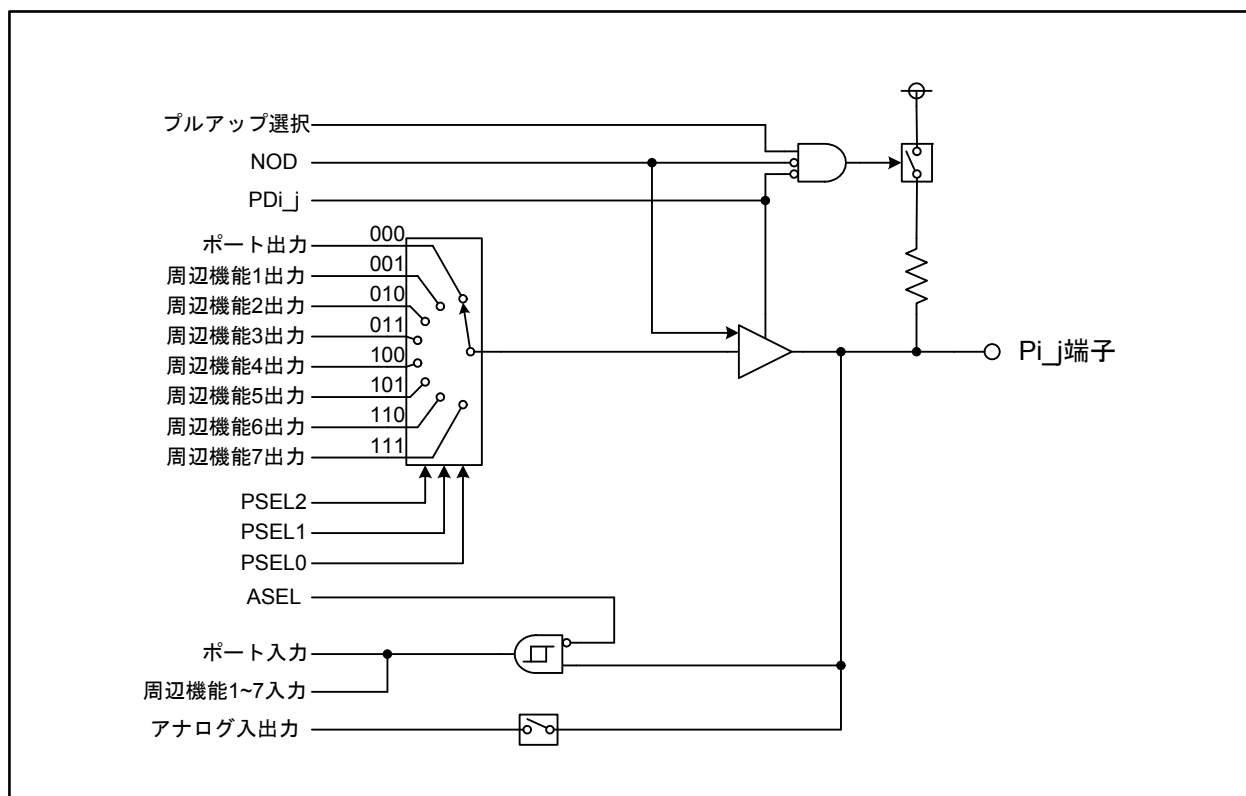 プルアップ選択
NOD
PDi_j
ポート出力 000
周辺機能1出力 001
周辺機能2出力 010
周辺機能3出力 011
周辺機能4出力 100
周辺機能5出力 101
周辺機能6出力 110
周辺機能7出力 111
Pi_j端子
PSEL2
PSEL1
PSEL0
ASEL
ポート入力
周辺機能1~7入力
アナログ入出力